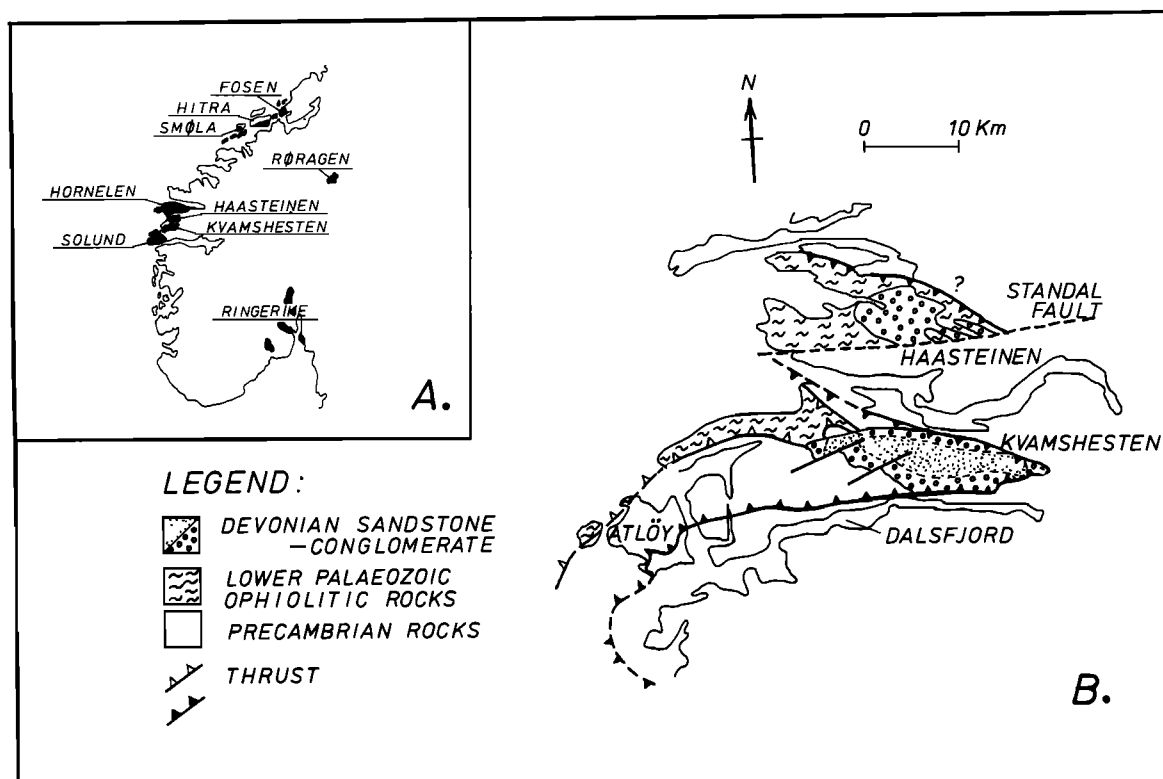 FOSEN
HITRA
SMØLA
RØRAGEN
HORNELEN
HAASTEINEN
KVAMSHESTEN
SOLUND
RINGERIKE
A.
N
0 10 Km
?
STANDAL
FAULT
HAASTEINEN
KVAMSHESTEN
ATLÖY
DALSFJORD
B.
LEGEND:
DEVONIAN SANDSTONE
–CONGLOMERATE
LOWER PALAEOZOIC
OPHIOLITIC ROCKS
PRECAMBRIAN ROCKS
THRUST